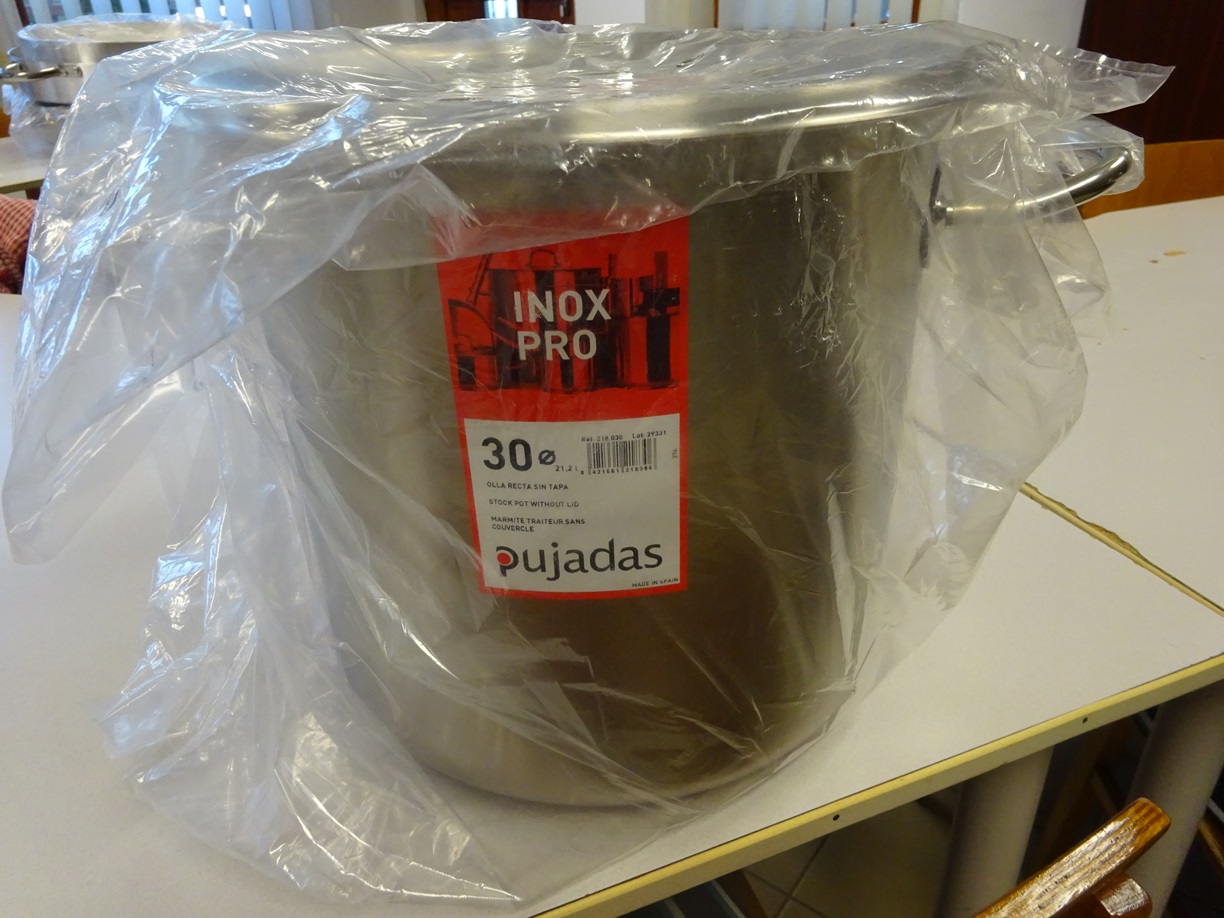 INOX
PRO
30 ø 21,2 L
Ref. 218.030 Lot: 29331
OLLA RECTA SIN TAPA
STOCK POT WITHOUT LID
MARMITE TRAITEUR SANS
COUVERCLE
pujadas
MADE IN SPAIN